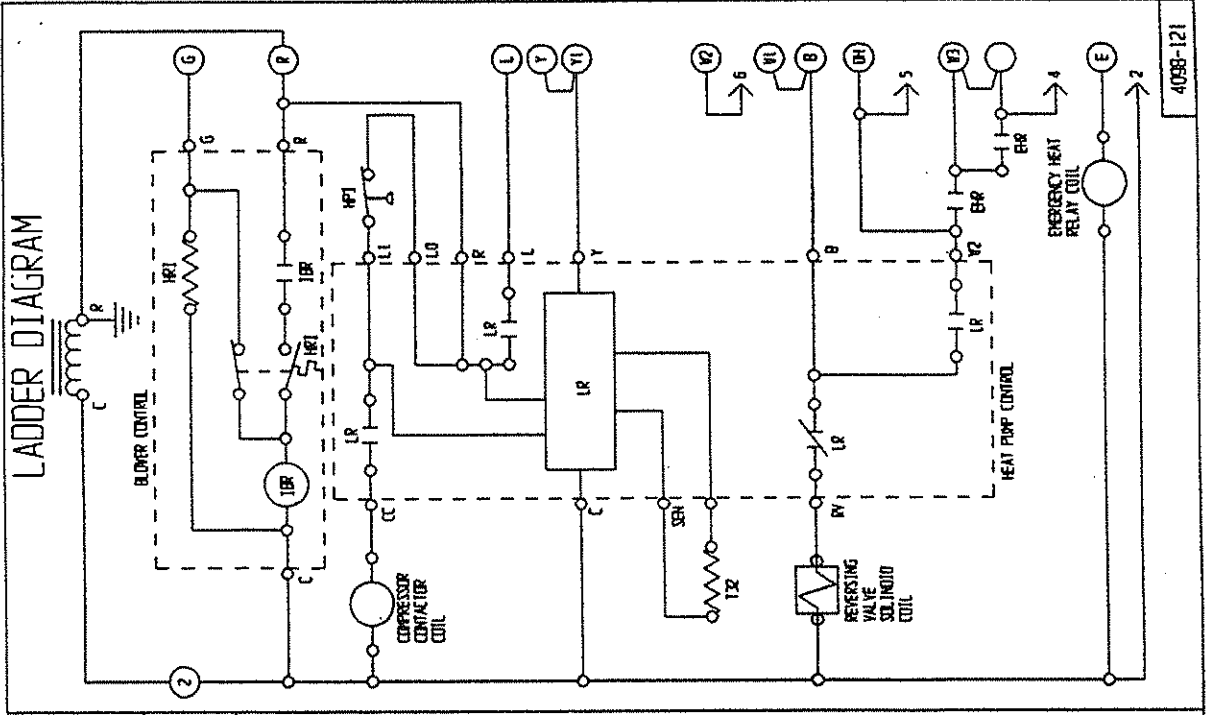 LADDER DIAGRAM
4098-121
C
R
2
G
R
L
Y
Y1
W2
6
W1
B
OH
5
W3
4
E
2
BLOWER CONTROL
G
R
HR1
IBR
HR1
IBR
C
HP1
L1
LO
R
L
Y
B
W2
EHR
EHR
EMERGENCY HEAT
RELAY COIL
LR
LR
LR
LR
LR
HEAT PUMP CONTROL
CC
C
SEN
RV
COMPRESSOR
CONTACTOR
COIL
T32
REVERSING
VALVE
SOLINOID
COIL